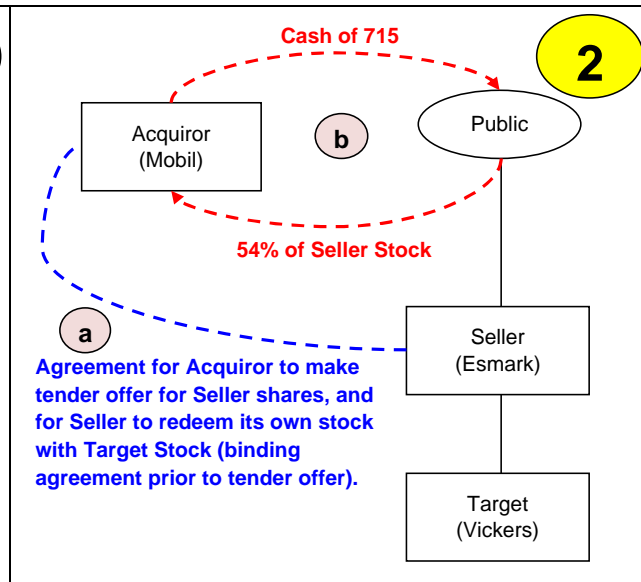 Cash of 715
2
Acquiror
(Mobil)
b
Public
54% of Seller Stock
a
Seller
(Esmark)
Agreement for Acquiror to make
tender offer for Seller shares, and
for Seller to redeem its own stock
with Target Stock (binding
agreement prior to tender offer).
Target
(Vickers)